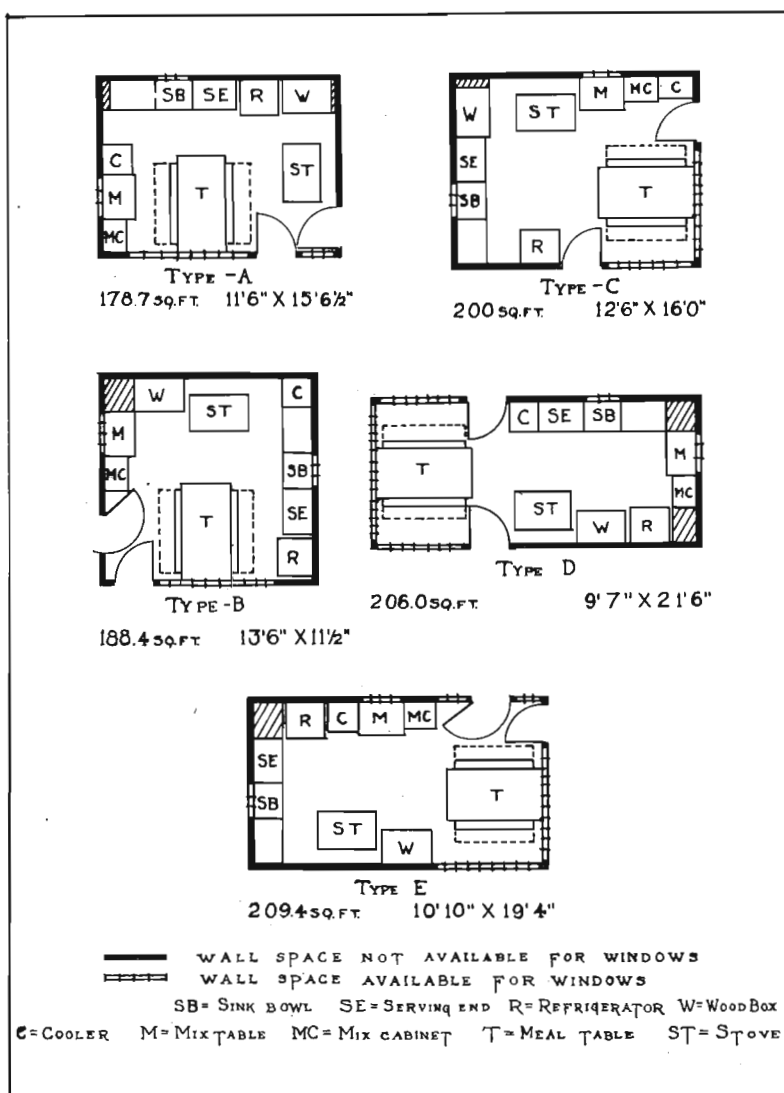 SB SE R W
C ST
M T
MC
TYPE -A
178.7 SQ.FT. 11'6" X 15'6½"
M MC C
W ST
SE T
SB
R
TYPE -C
200 SQ.FT. 12'6" X 16'0"
W C
ST
M
MC SB
T SE
R
TYPE -B
188.4 SQ.FT. 13'6" X 11½"
C SE SB
T M
MC
ST W R
TYPE D
206.0 SQ.FT. 9'7" X 21'6"
R C M MC
SE
SB T
ST W
TYPE E
209.4 SQ.FT. 10'10" X 19'4"
WALL SPACE NOT AVAILABLE FOR WINDOWS
WALL SPACE AVAILABLE FOR WINDOWS
SB= SINK BOWL SE=SERVING END R=REFRIGERATOR W=WOOD BOX
C=COOLER M=MIX TABLE MC=MIX CABINET T=MEAL TABLE ST=STOVE